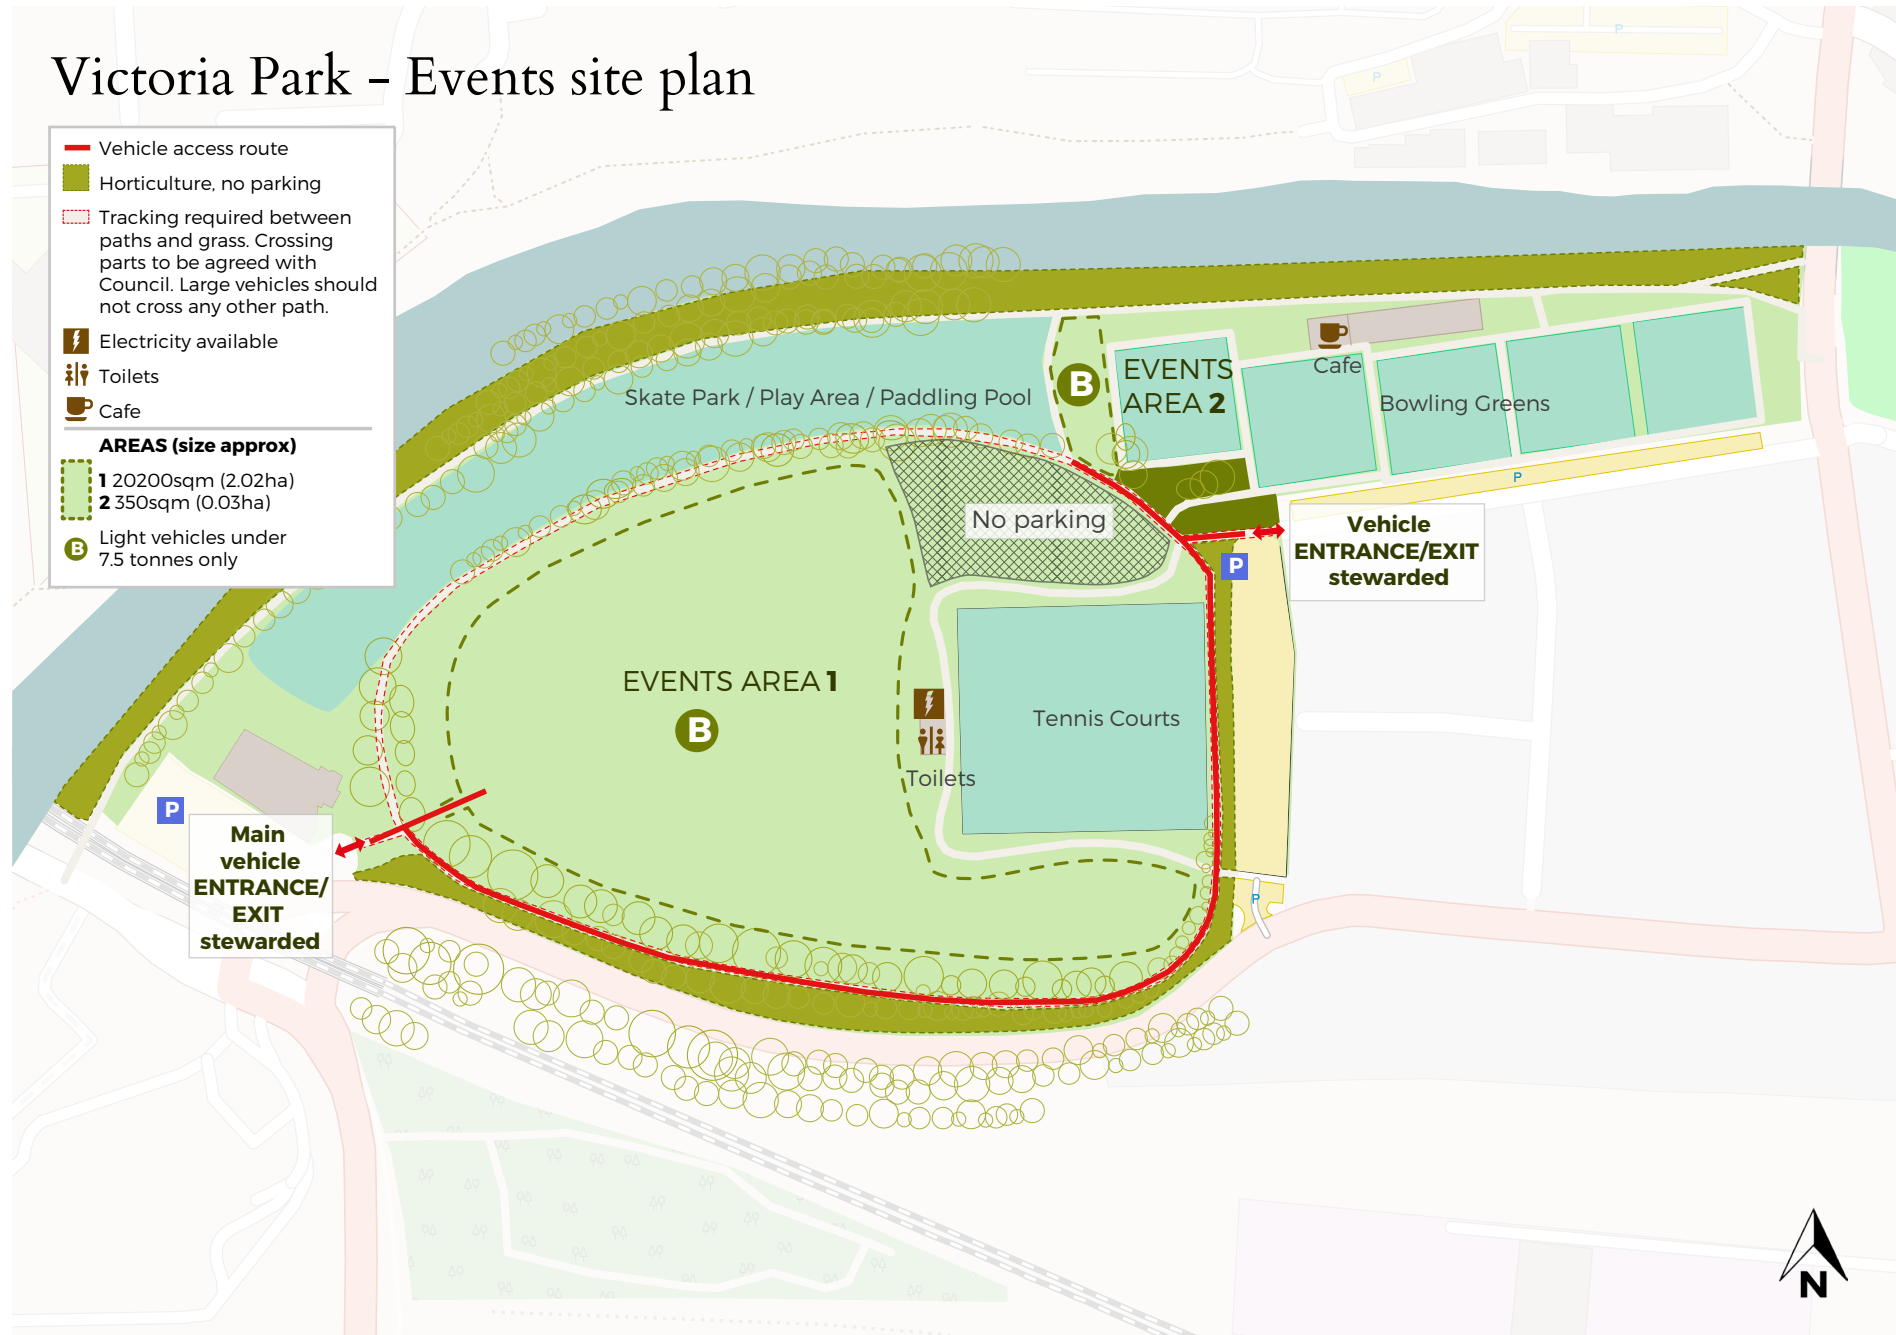 Victoria Park - Events site plan
Vehicle access route
Horticulture, no parking
Tracking required between
paths and grass. Crossing
parts to be agreed with
Council. Large vehicles should
not cross any other path.
Electricity available
Toilets
Cafe
AREAS (size approx)
1 20200sqm (2.02ha)
2 350sqm (0.03ha)
B
Light vehicles under
7.5 tonnes only
P
P
Skate Park / Play Area / Paddling Pool
B
EVENTS
AREA 2
Cafe
Bowling Greens
P
No parking
Vehicle
ENTRANCE/EXIT
stewarded
P
EVENTS AREA 1
B
Tennis Courts
Toilets
P
Main
vehicle
ENTRANCE/
EXIT
stewarded
P
N